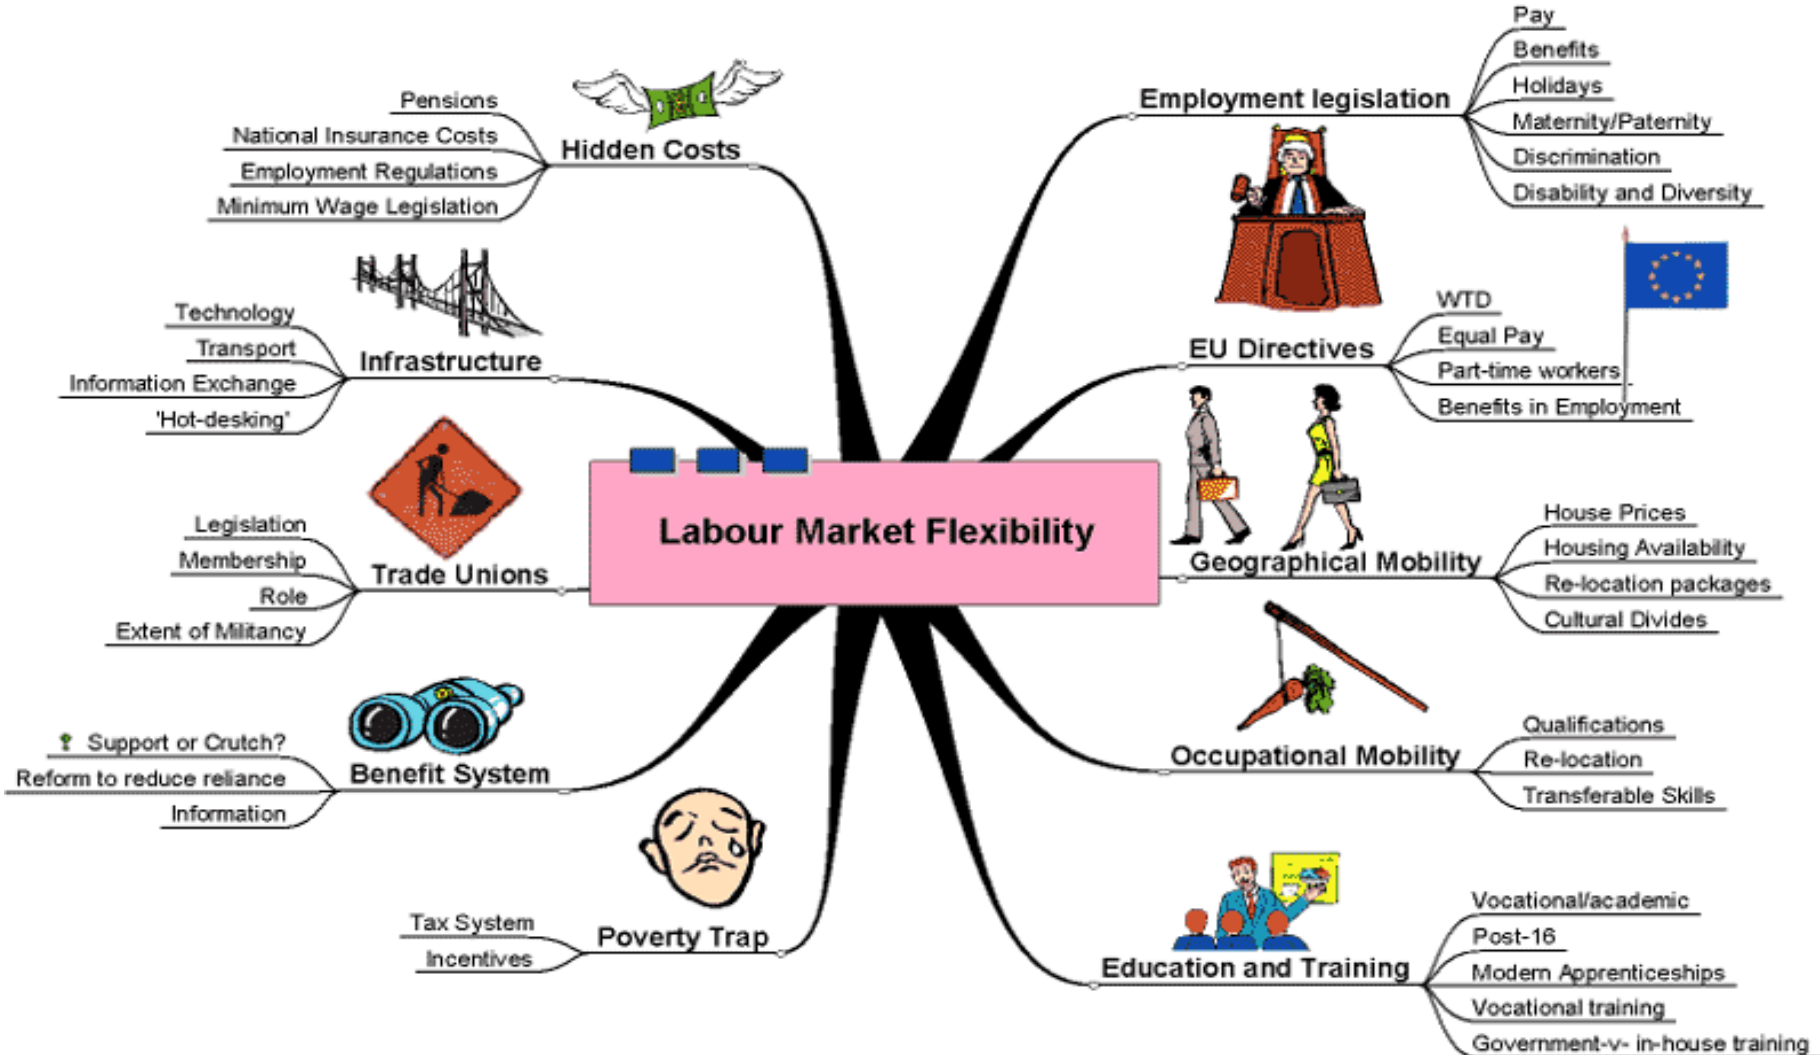 Labour Market Flexibility
Employment legislation
Pay
Benefits
Holidays
Maternity/Paternity
Discrimination
Disability and Diversity
EU Directives
WTD
Equal Pay
Part-time workers
Benefits in Employment
Geographical Mobility
House Prices
Housing Availability
Re-location packages
Cultural Divides
Occupational Mobility
Qualifications
Re-location
Transferable Skills
Education and Training
Vocational/academic
Post-16
Modern Apprenticeships
Vocational training
Government-v- in-house training
Hidden Costs
Pensions
National Insurance Costs
Employment Regulations
Minimum Wage Legislation
Infrastructure
Technology
Transport
Information Exchange
'Hot-desking'
Trade Unions
Legislation
Membership
Role
Extent of Militancy
Benefit System
Support or Crutch?
Reform to reduce reliance
Information
Poverty Trap
Tax System
Incentives